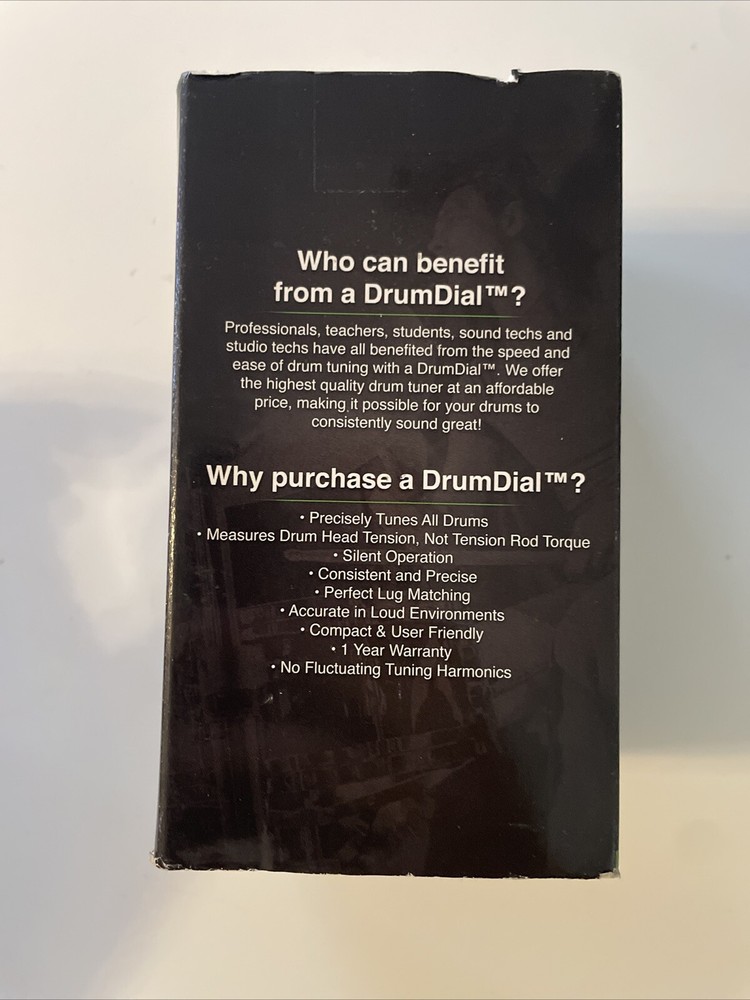 Who can benefit
from a DrumDial™?
Professionals, teachers, students, sound techs and
studio techs have all benefited from the speed and
ease of drum tuning with a DrumDial™. We offer
the highest quality drum tuner at an affordable
price, making it possible for your drums to
consistently sound great!
Why purchase a DrumDial™?
• Precisely Tunes All Drums
• Measures Drum Head Tension, Not Tension Rod Torque
• Silent Operation
• Consistent and Precise
• Perfect Lug Matching
• Accurate in Loud Environments
• Compact & User Friendly
• 1 Year Warranty
• No Fluctuating Tuning Harmonics